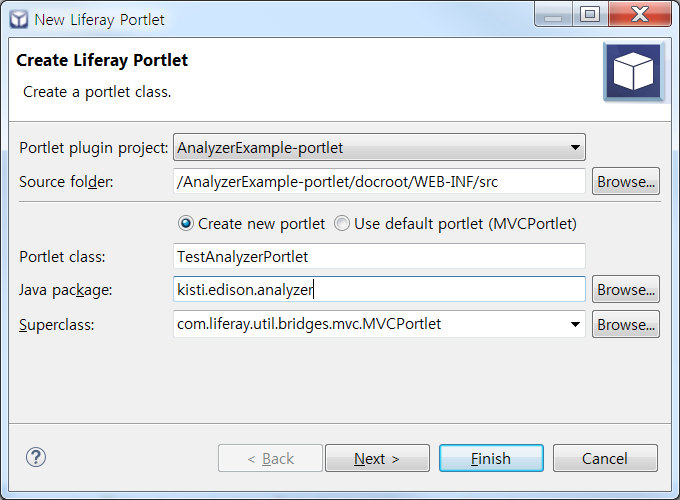 New Liferay Portlet
Create Liferay Portlet
Create a portlet class.
Portlet plugin project: AnalyzerExample-portlet
Source folder: /AnalyzerExample-portlet/docroot/WEB-INF/src Browse...
Create new portlet Use default portlet (MVCPortlet)
Portlet class: TestAnalyzerPortlet
Java package: kisti.edison.analyzer Browse...
Superclass: com.liferay.util.bridges.mvc.MVCPortlet Browse...
? < Back Next > Finish Cancel